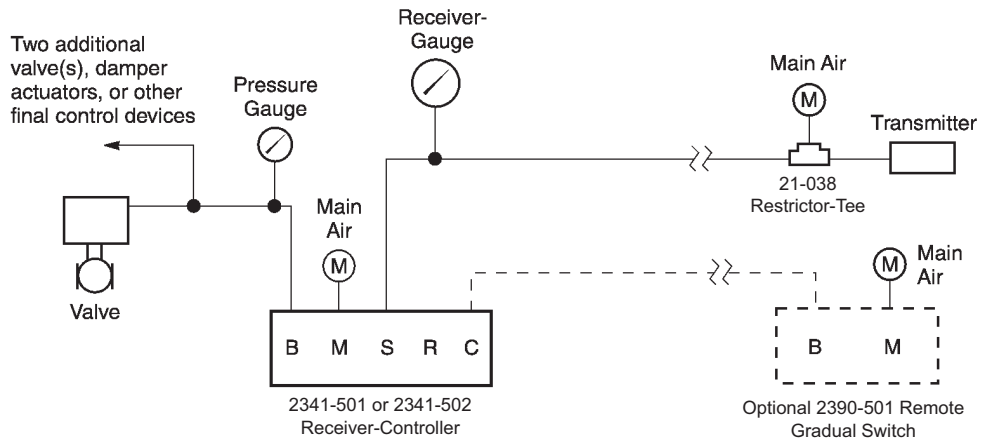 Receiver-
Gauge
Two additional
valve(s), damper
actuators, or other
final control devices
Pressure
Gauge
Main Air
M
Transmitter
21-038
Restrictor-Tee
Main
Air
M
Main
Air
M
Valve
B M S R C
B M
2341-501 or 2341-502
Receiver-Controller
Optional 2390-501 Remote
Gradual Switch